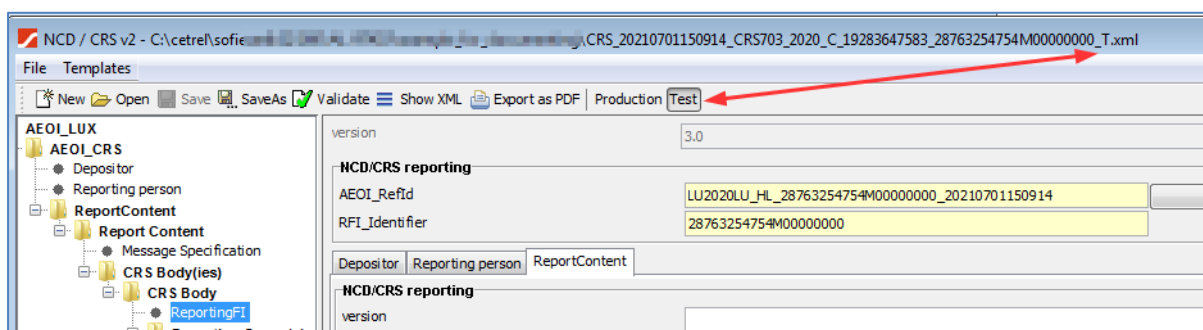 NCD / CRS v2 - C:\cetrel\sofie \CRS_20210701150914_CRS703_2020_C_19283647583_28763254754M00000000_T.xml
File Templates
New Open Save SaveAs Validate Show XML Export as PDF Production Test
AEOI_LUX
AEOI_CRS
Depositor
Reporting person
ReportContent
Report Content
Message Specification
CRS Body(ies)
CRS Body
ReportingFI
version 3.0
NCD/CRS reporting
AEOI_RefId LU2020LU_HL_28763254754M00000000_20210701150914
RFI_Identifier 28763254754M00000000
Depositor Reporting person ReportContent
NCD/CRS reporting
version